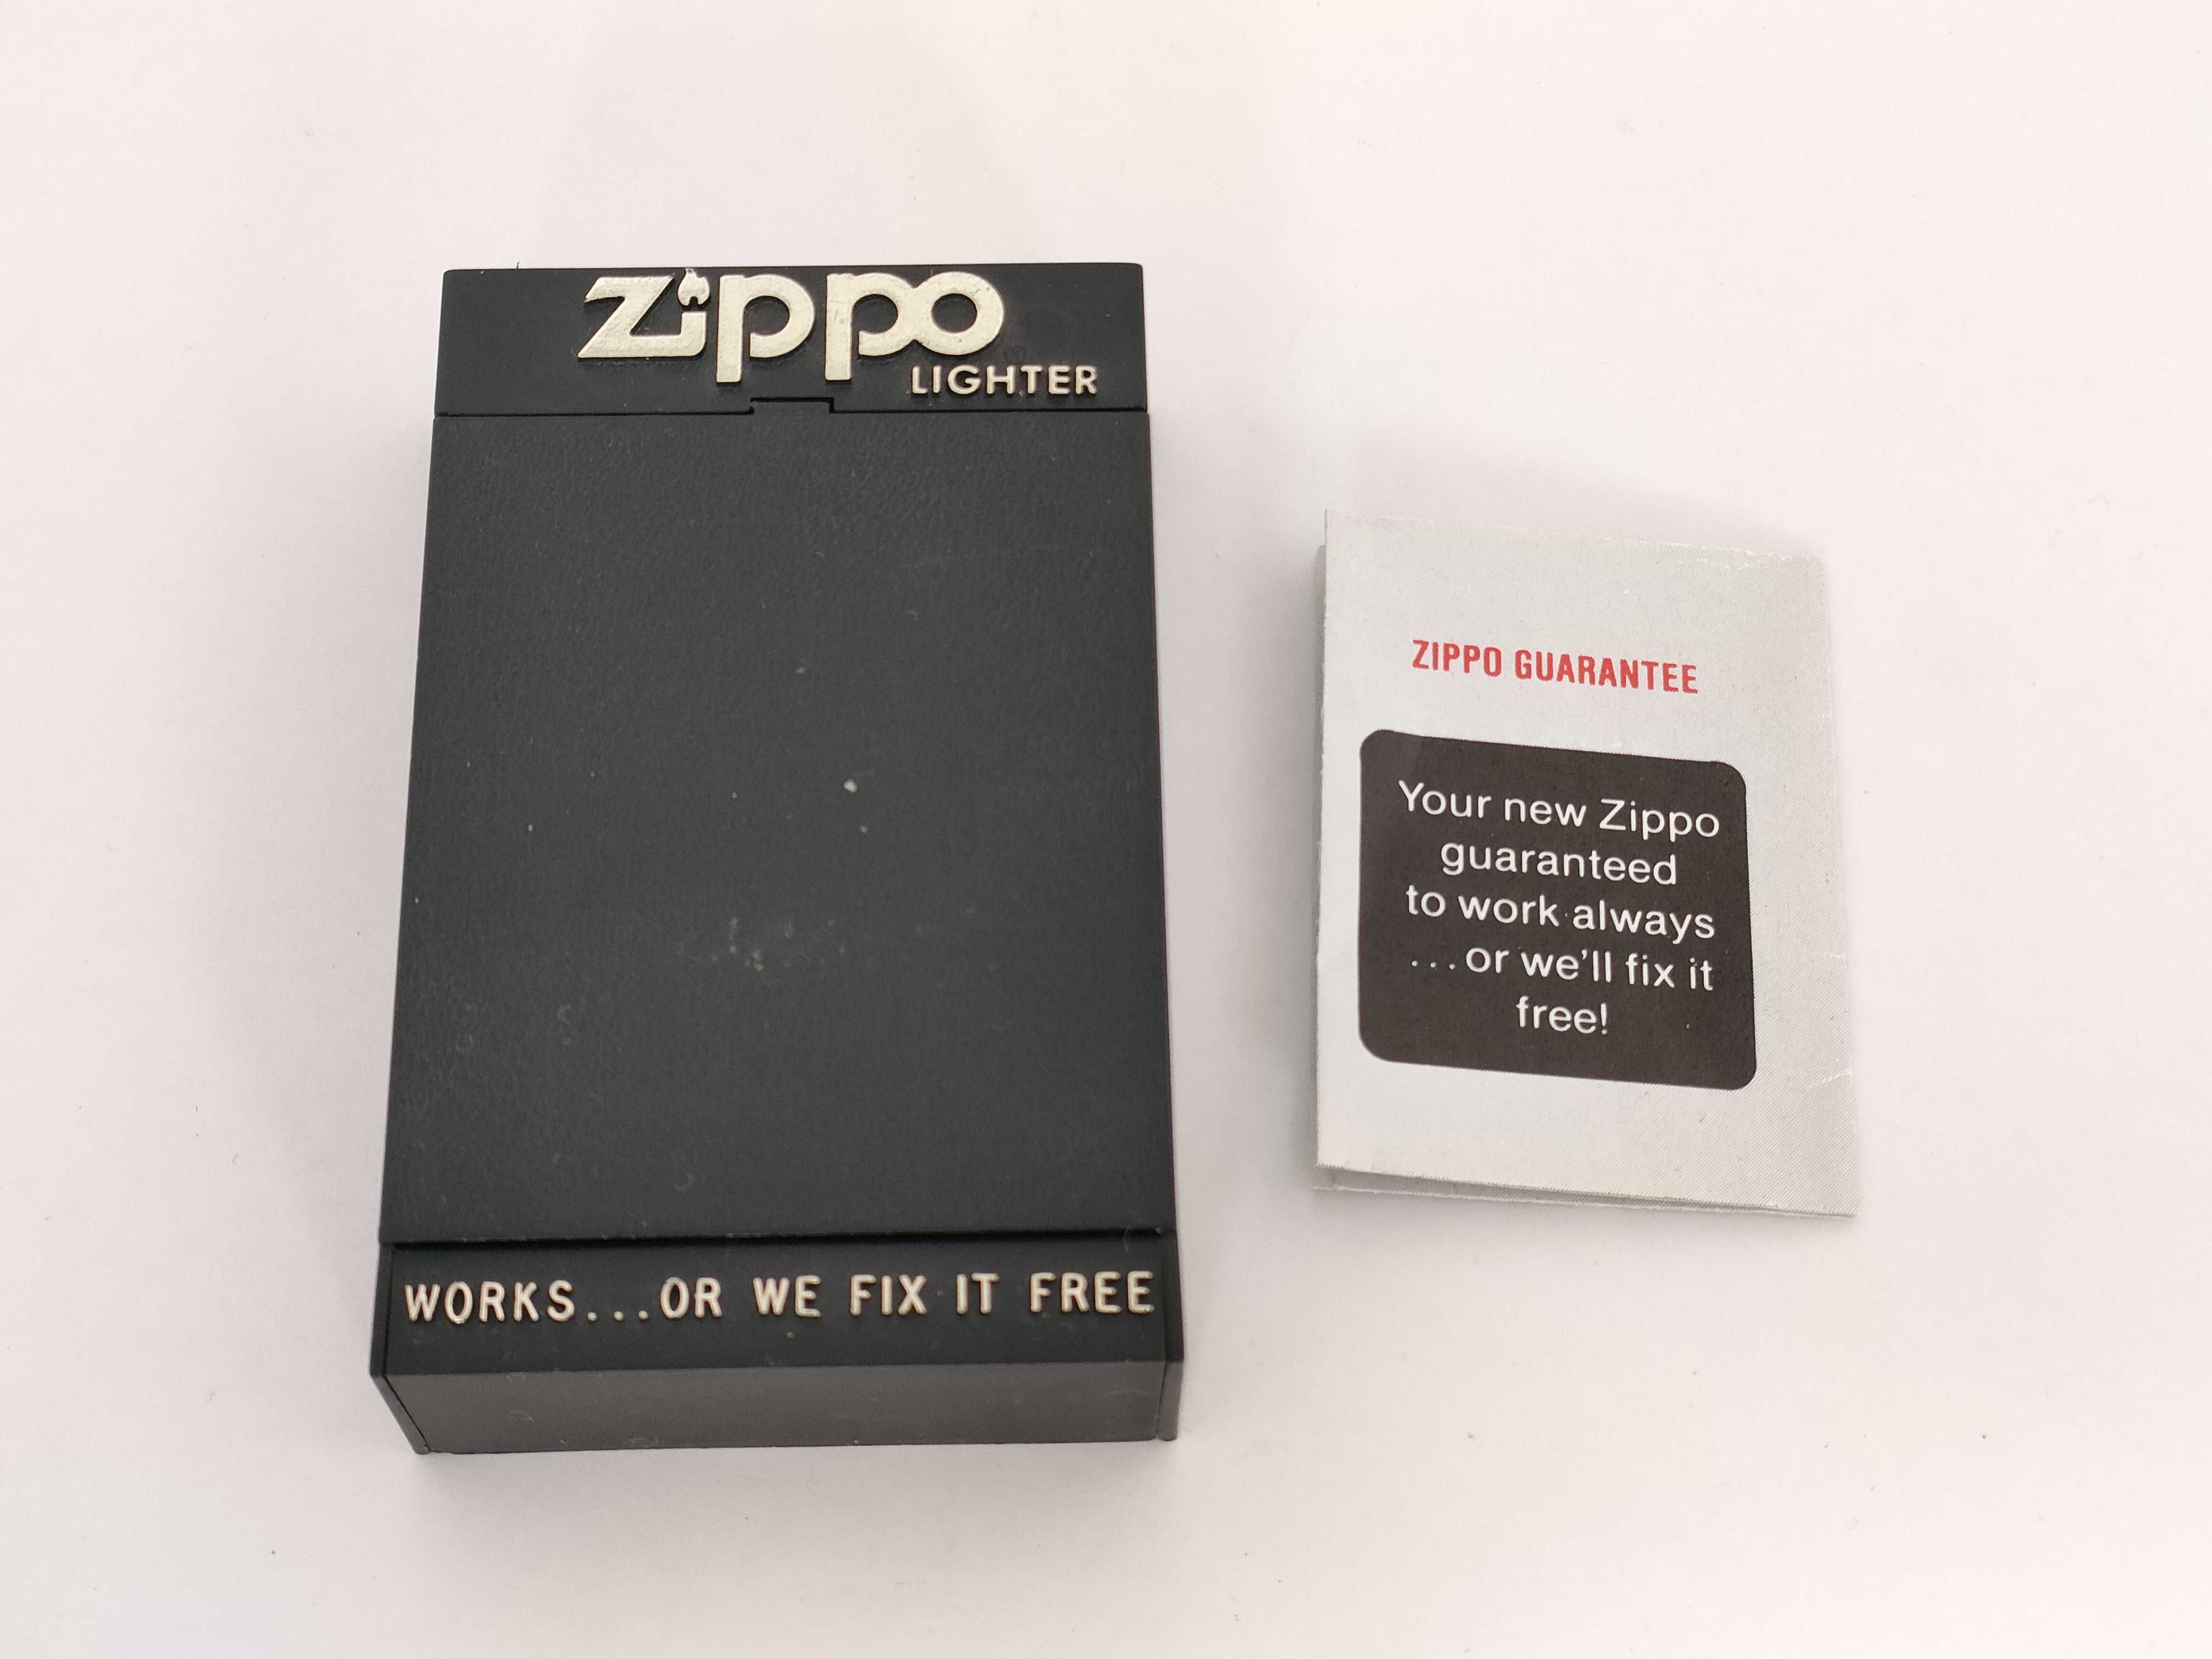 Zippo
LIGHTER
WORKS...OR WE FIX IT FREE
ZIPPO GUARANTEE
Your new Zippo
guaranteed
to work always
...or we'll fix it
free!